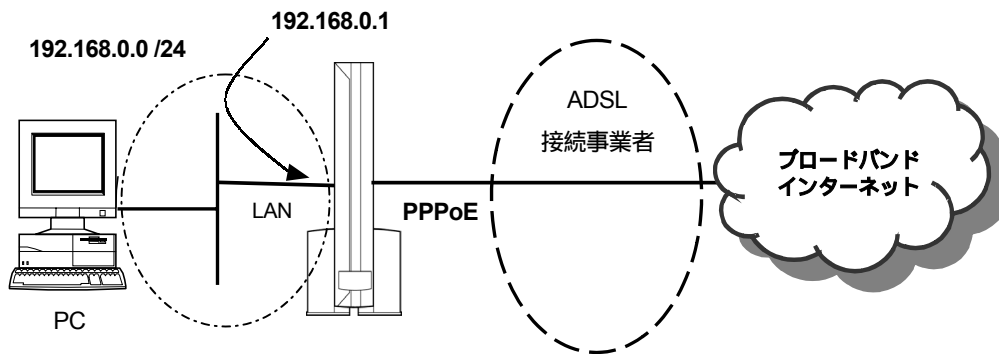 192.168.0.1
192.168.0.0 /24
ADSL
接続事業者
ブロードバンド
インターネット
LAN
PPPoE
PC